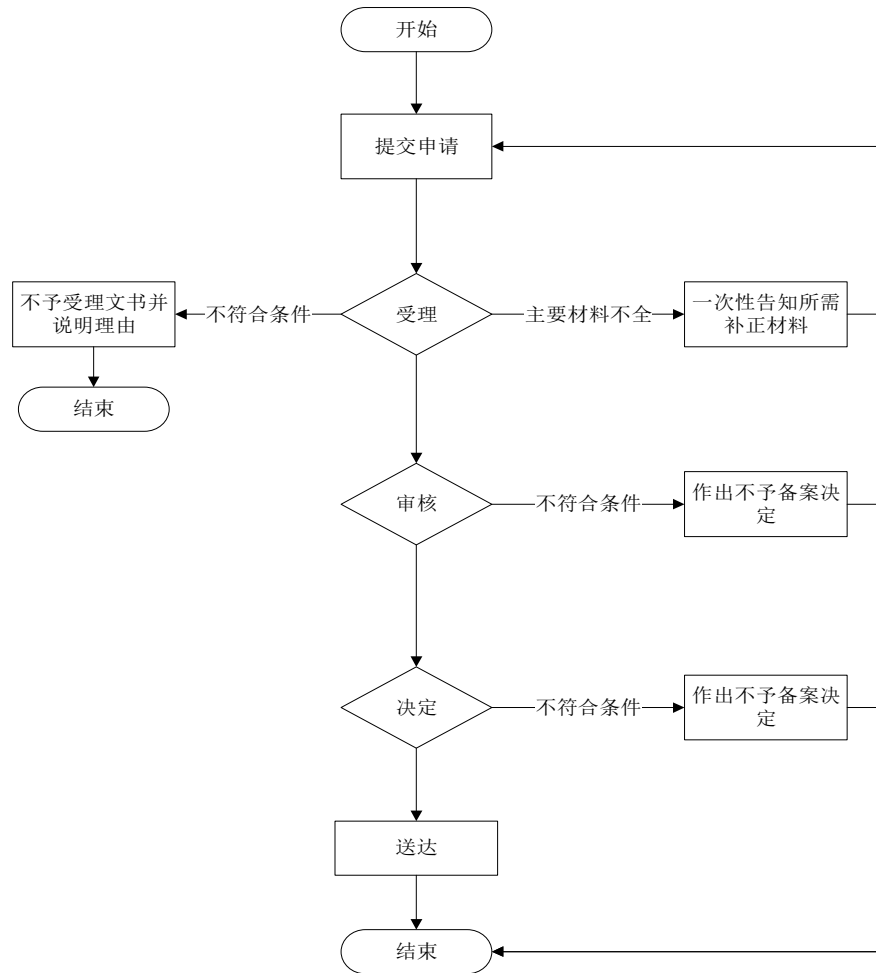 开始
提交申请
不予受理文书并
说明理由
不符合条件
受理
主要材料不全
一次性告知所需
补正材料
结束
审核
不符合条件
作出不予备案决
定
决定
不符合条件
作出不予备案决
定
送达
结束